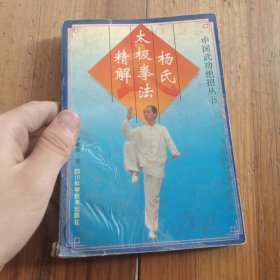 中国武功绝招丛书
杨氏
太极拳法
精解
四川科学技术出版社